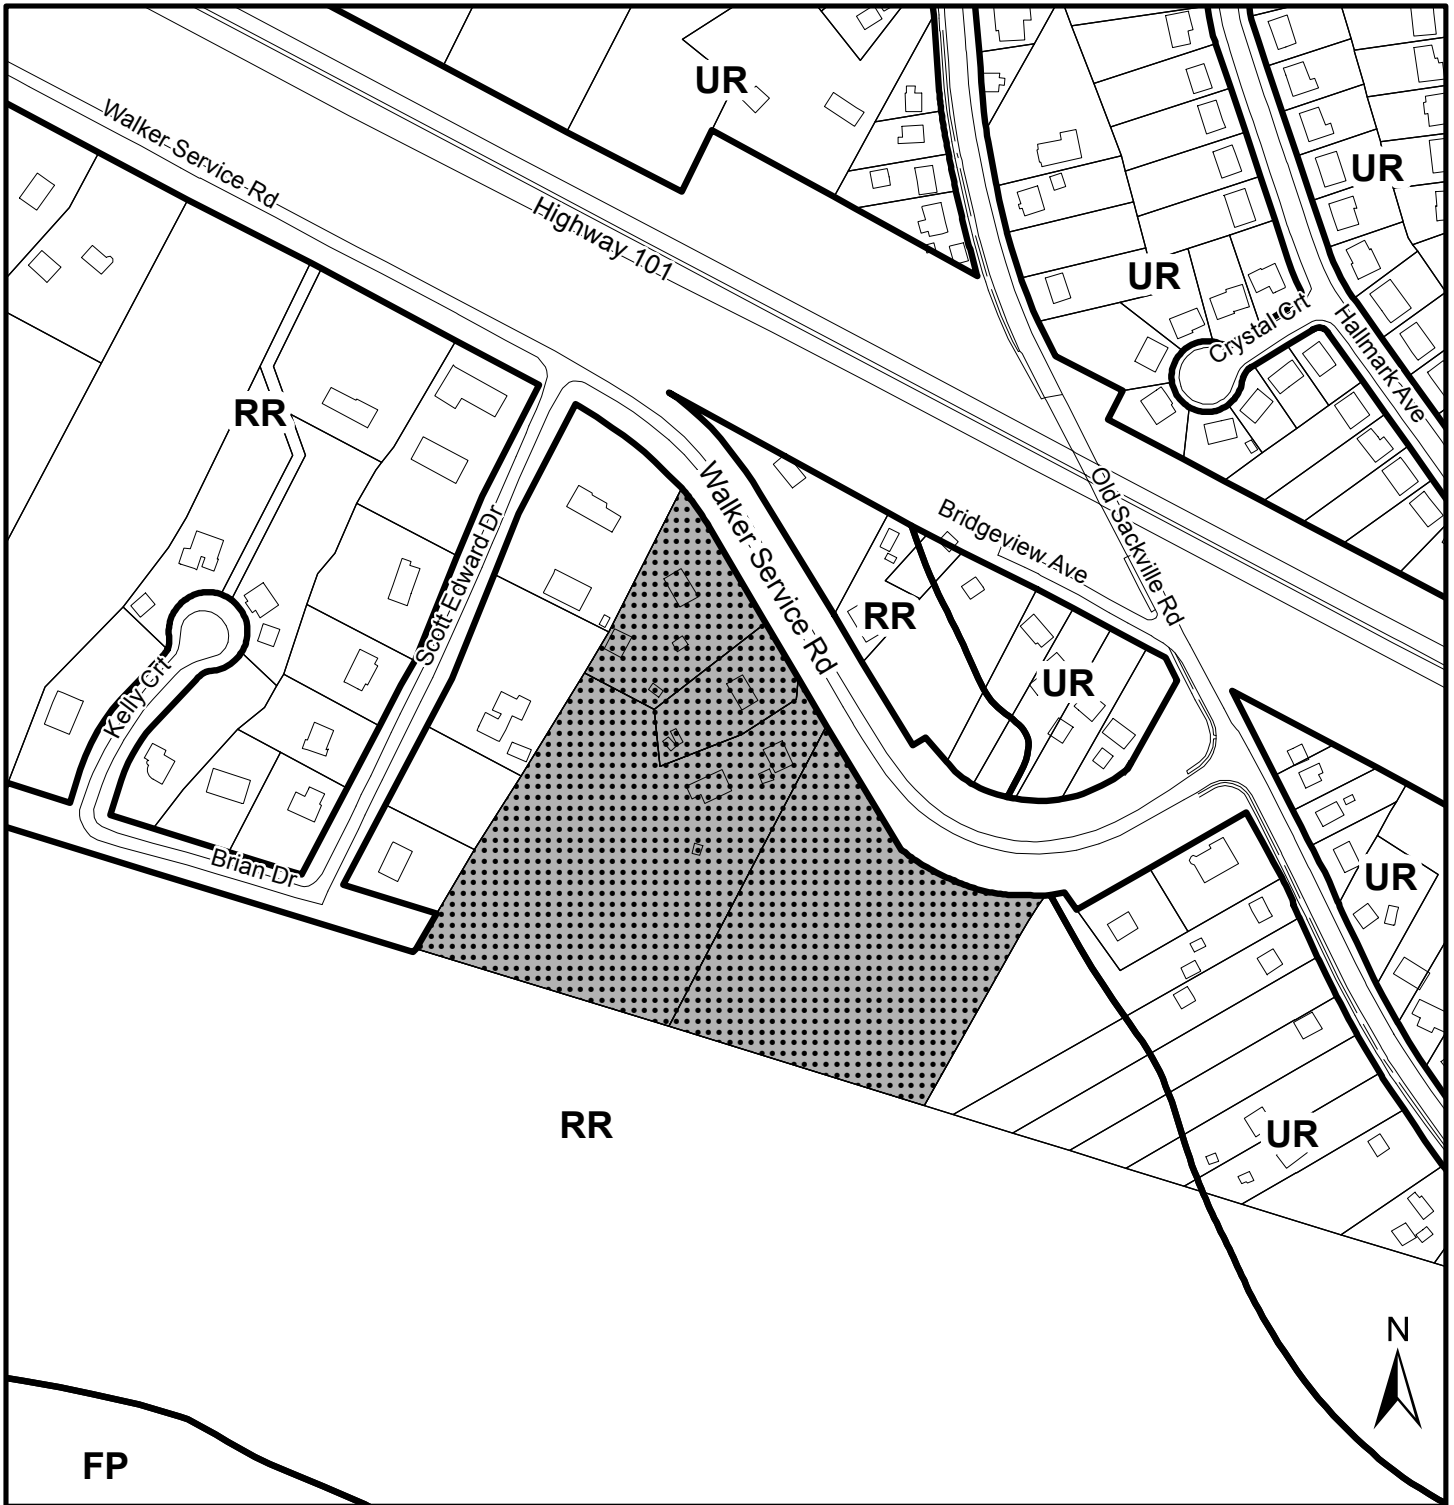 UR
Walker Service Rd
Highway 101
UR
UR
Crystal Crt
Hallmark Ave
RR
Walker Service Rd
Old Sackville Rd
Bridgeview Ave
Scott Edward Dr
RR
Kelly Crt
UR
Brian Dr
UR
RR
UR
N
FP